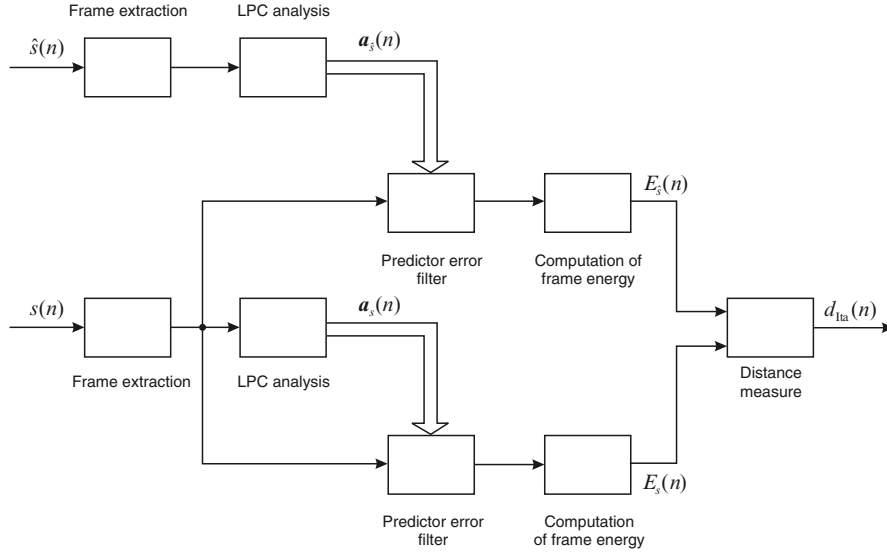 Frame extraction
LPC analysis
ŝ(n)
a_ŝ(n)
E_ŝ(n)
Predictor error
filter
Computation of
frame energy
s(n)
a_s(n)
d_Ita(n)
Frame extraction
LPC analysis
Distance
measure
E_s(n)
Predictor error
filter
Computation
of frame energy